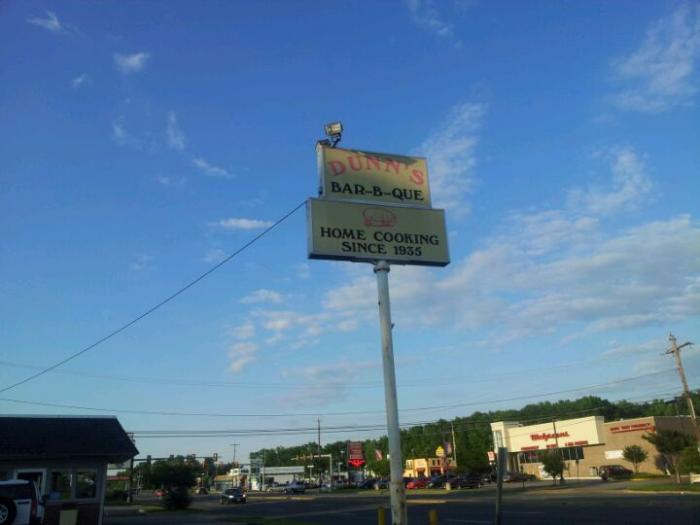 DUNN'S
BAR-B-QUE
HOME COOKING
SINCE 1935
Walgreens